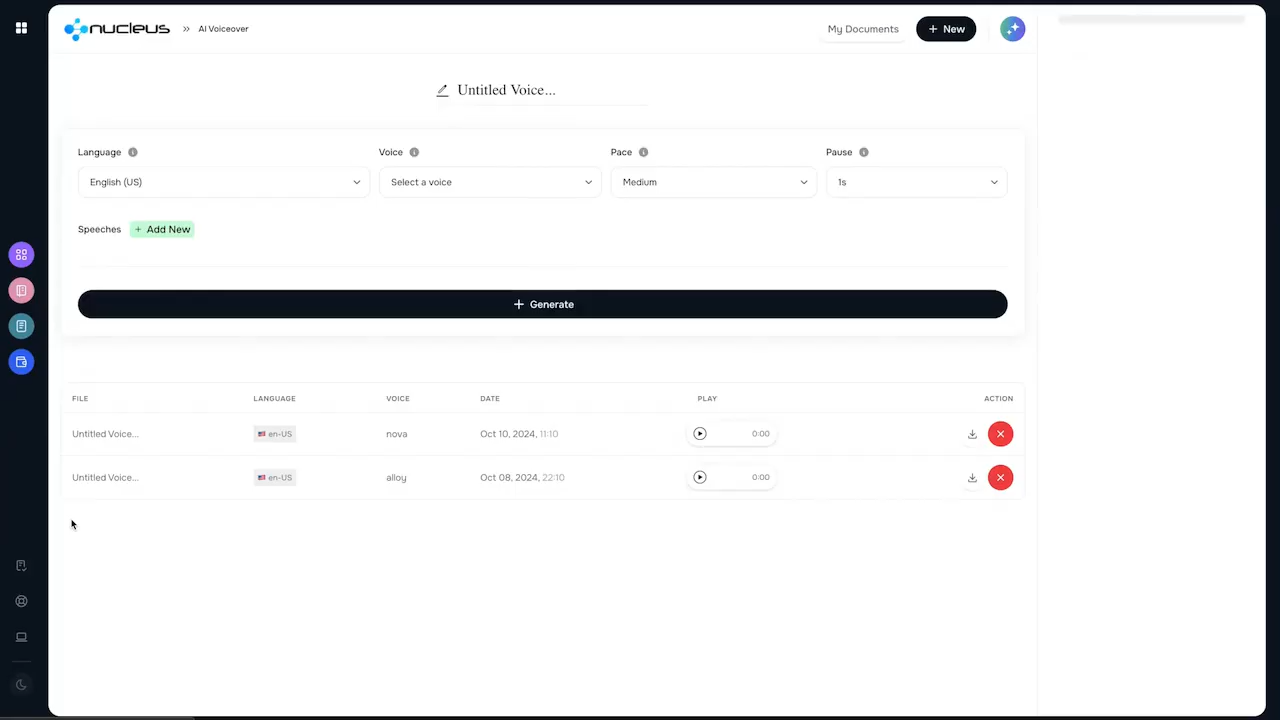 nucleus » AI Voiceover My Documents + New
Untitled Voice...
Language Voice Pace Pause
English (US) Select a voice Medium 1s
Speeches + Add New
+ Generate
FILE LANGUAGE VOICE DATE PLAY ACTION
Untitled Voice... en-US nova Oct 10, 2024, 11:10 0:00
Untitled Voice... en-US alloy Oct 08, 2024, 22:10 0:00